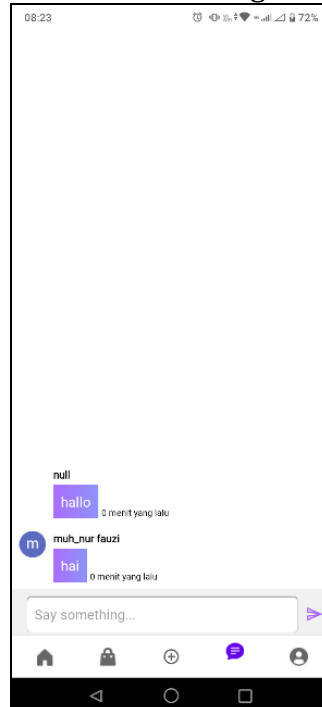 08:23 72%
null
hallo
0 menit yang lalu
m muh_nur fauzi
hai
0 menit yang lalu
Say something...